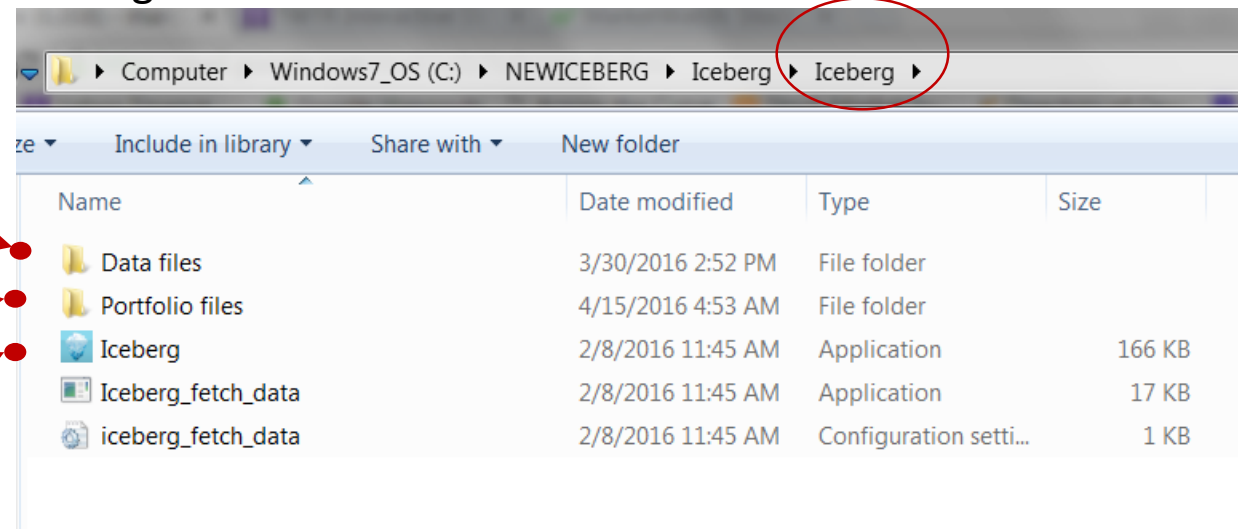 Computer ▸ Windows7_OS (C:) ▸ NEWICEBERG ▸ Iceberg ▸ Iceberg ▸
Include in library Share with New folder
Name Date modified Type Size
Data files 3/30/2016 2:52 PM File folder
Portfolio files 4/15/2016 4:53 AM File folder
Iceberg 2/8/2016 11:45 AM Application 166 KB
Iceberg_fetch_data 2/8/2016 11:45 AM Application 17 KB
iceberg_fetch_data 2/8/2016 11:45 AM Configuration setti... 1 KB